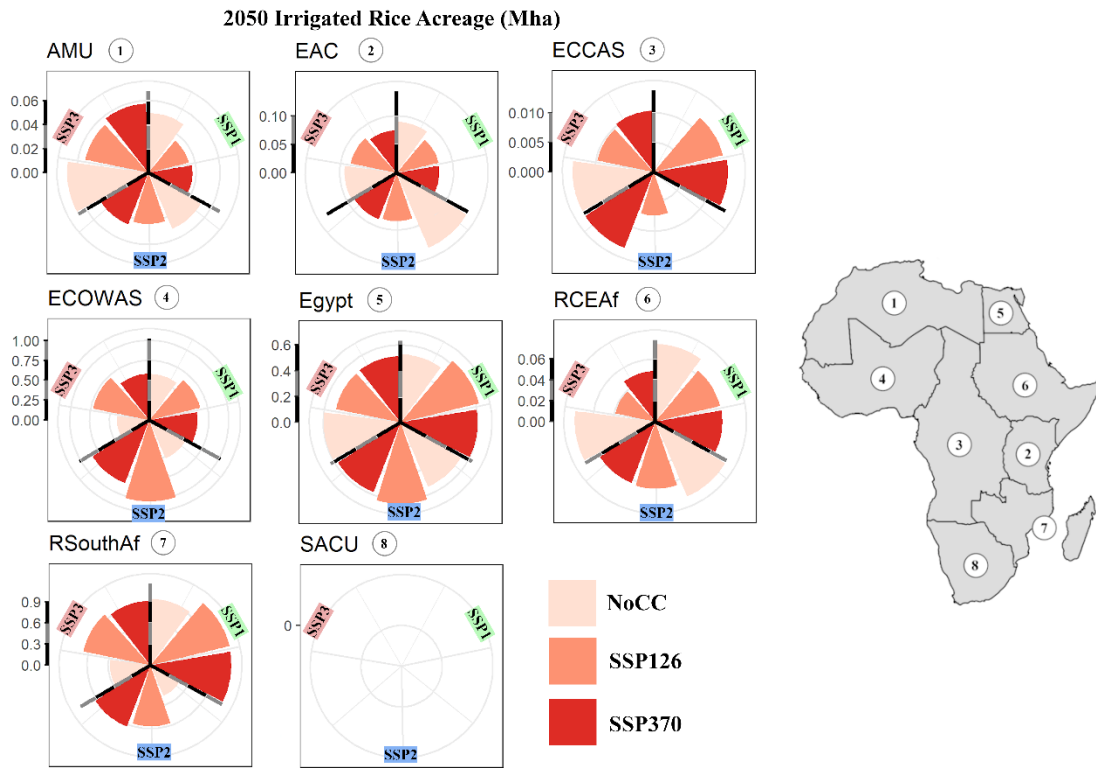 2050 Irrigated Rice Acreage (Mha)
AMU 1
EAC 2
ECCAS 3
0.06
0.04
0.02
0.00
SSP3
SSP1
SSP2
0.10
0.05
0.00
SSP3
SSP1
SSP2
0.010
0.005
0.000
SSP3
SSP1
SSP2
ECOWAS 4
Egypt 5
RCEAf 6
1.00
0.75
0.50
0.25
0.00
SSP3
SSP1
SSP2
0.6
0.4
0.2
0.0
SSP3
SSP1
SSP2
0.06
0.04
0.02
0.00
SSP3
SSP1
SSP2
RSouthAf 7
SACU 8
0.9
0.6
0.3
0.0
SSP3
SSP1
SSP2
0
SSP3
SSP1
SSP2
NoCC
SSP126
SSP370
1
5
4
6
3
2
7
8